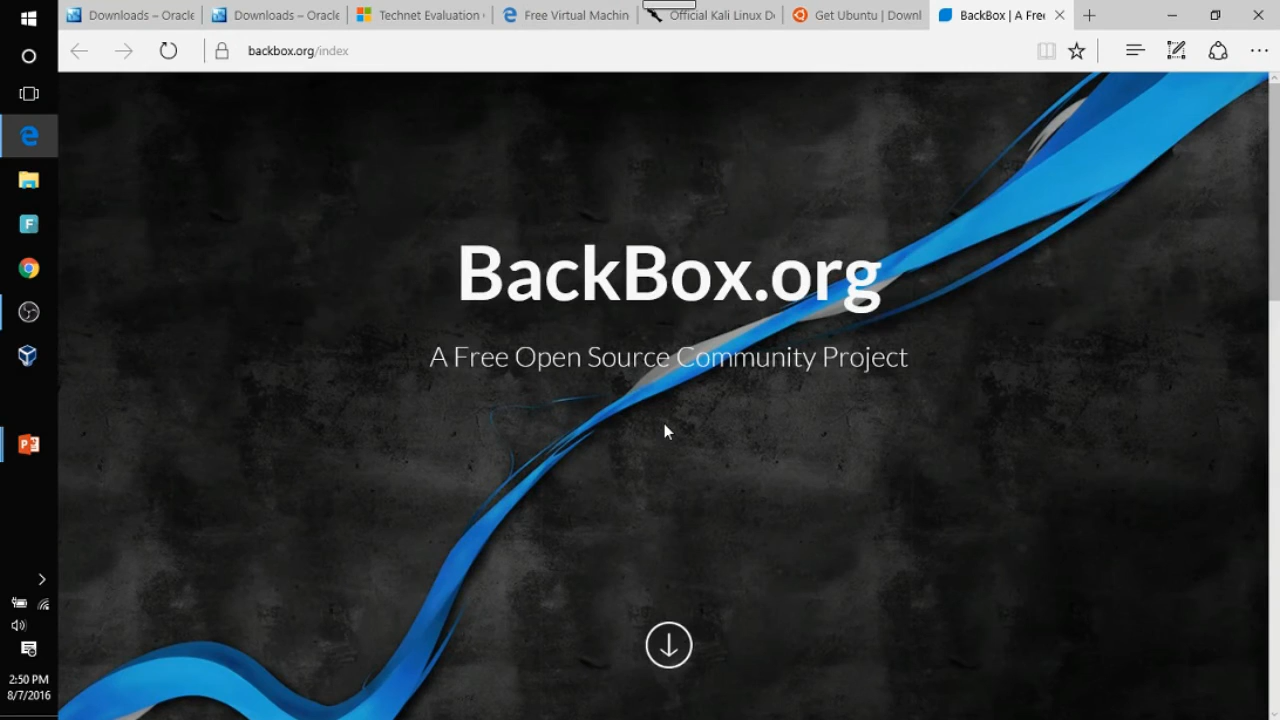 Downloads – Oracle
Downloads – Oracle
Technet Evaluation
Free Virtual Machin
Official Kali Linux D
Get Ubuntu | Downl
BackBox | A Free
backbox.org/index
BackBox.org
A Free Open Source Community Project
F
2:50 PM
8/7/2016